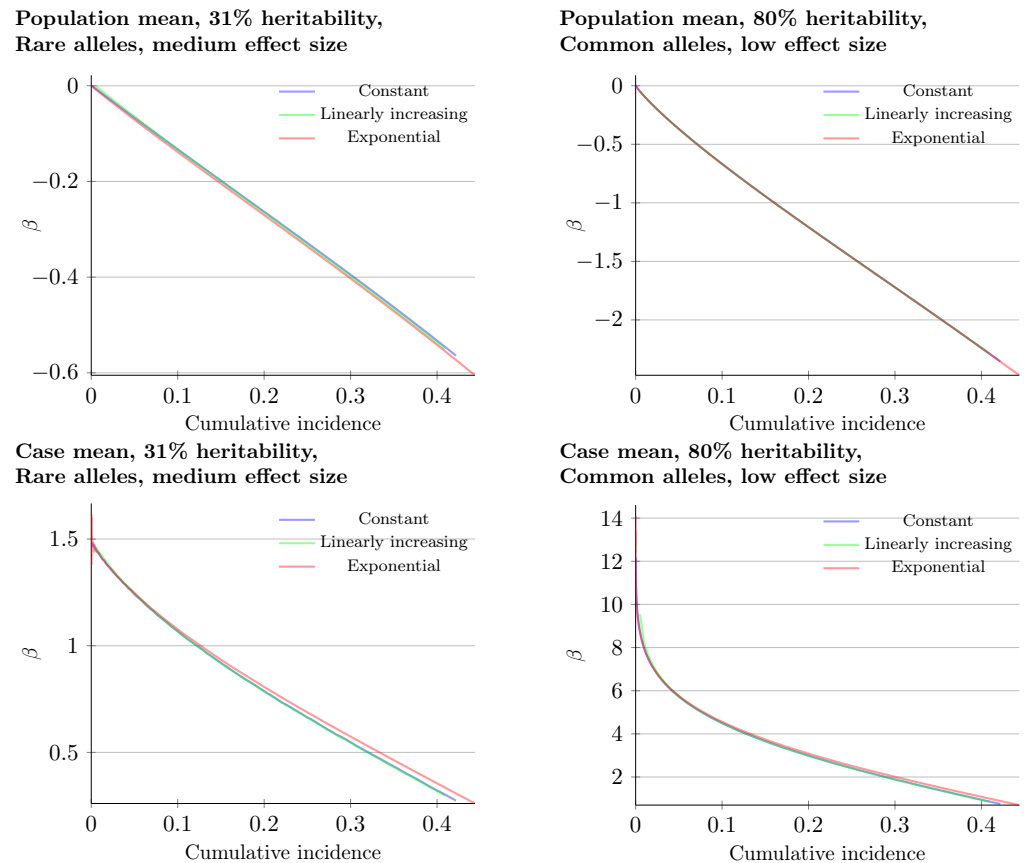 Population mean, 31% heritability,
Rare alleles, medium effect size
0
−0.2
−0.4
−0.6
β
0
0.1
0.2
0.3
0.4
Cumulative incidence
Constant
Linearly increasing
Exponential
Population mean, 80% heritability,
Common alleles, low effect size
0
−0.5
−1
−1.5
−2
β
0
0.1
0.2
0.3
0.4
Cumulative incidence
Constant
Linearly increasing
Exponential
Case mean, 31% heritability,
Rare alleles, medium effect size
1.5
1
0.5
β
0
0.1
0.2
0.3
0.4
Cumulative incidence
Constant
Linearly increasing
Exponential
Case mean, 80% heritability,
Common alleles, low effect size
14
12
10
8
6
4
2
β
0
0.1
0.2
0.3
0.4
Cumulative incidence
Constant
Linearly increasing
Exponential